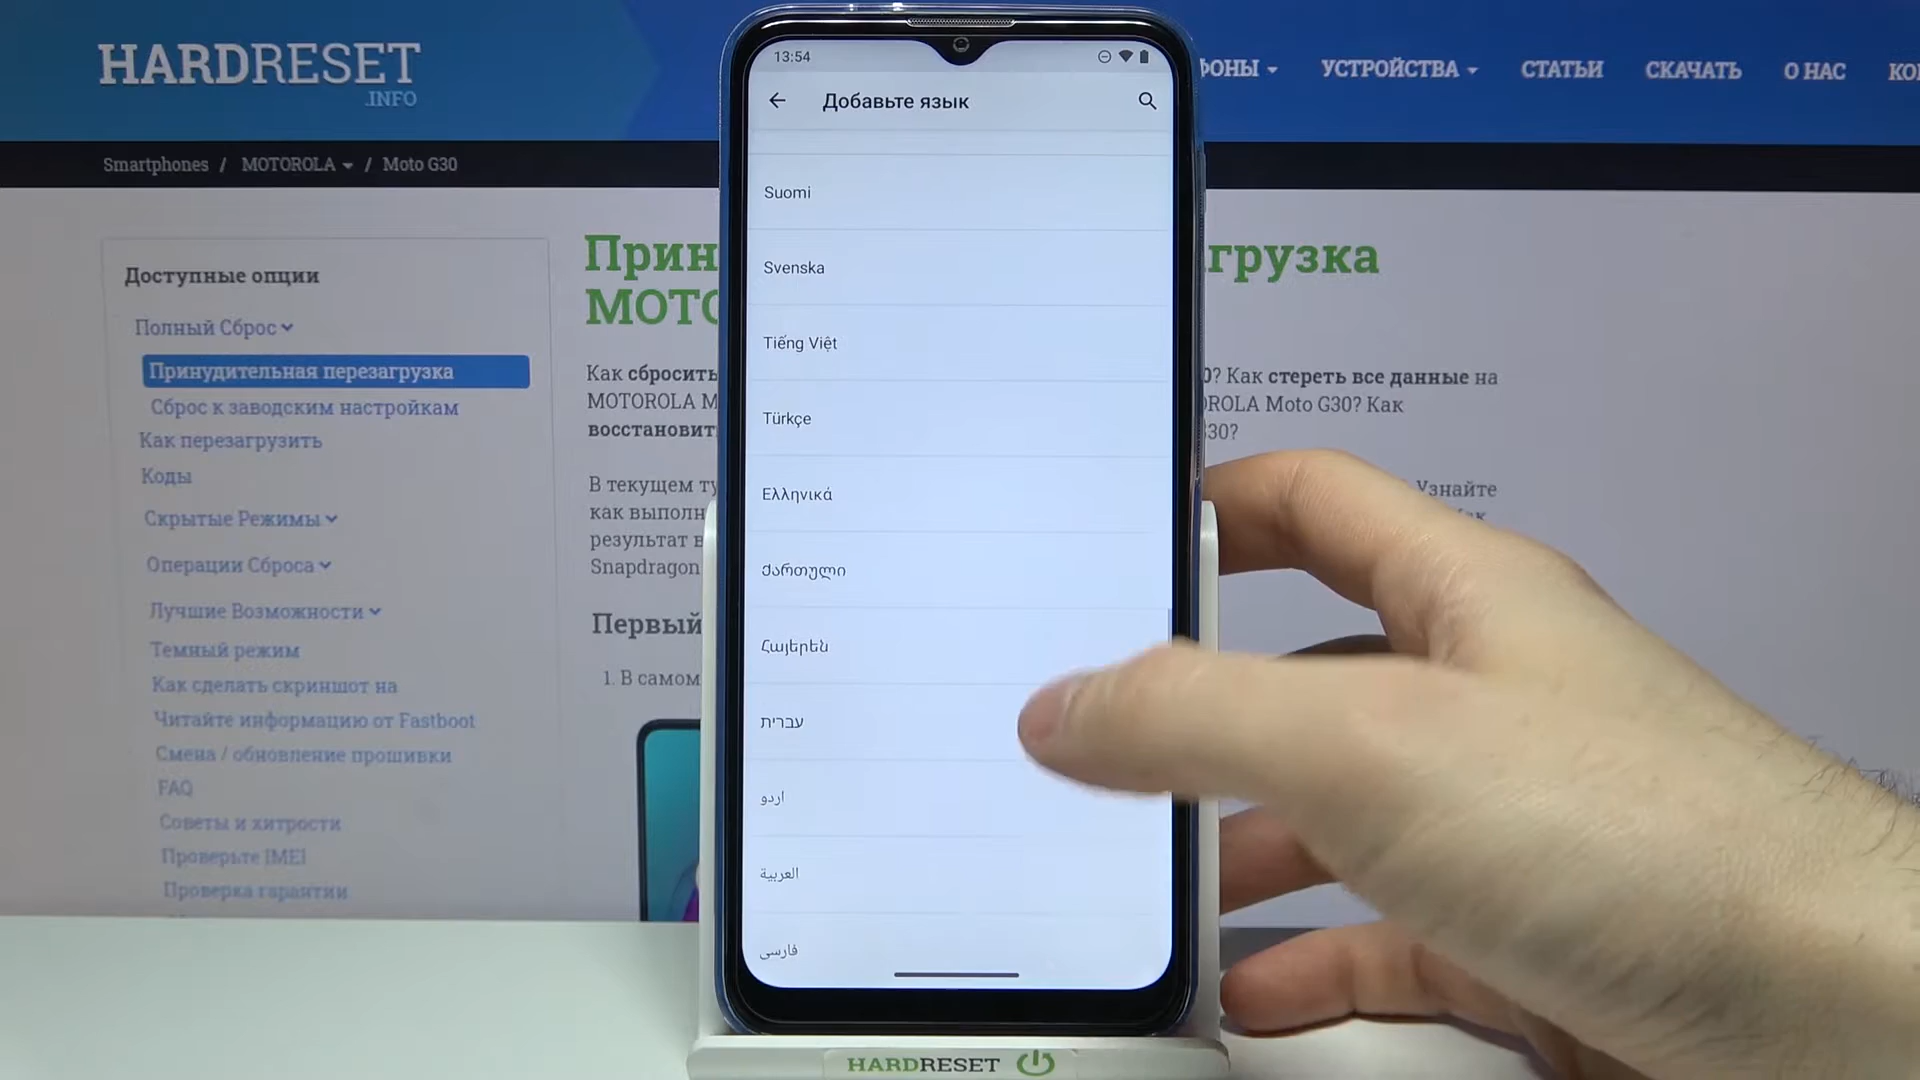 HARDRESET
.INFO
ФОНЫ
УСТРОЙСТВА
СТАТЬИ
СКАЧАТЬ
О НАС
Smartphones / MOTOROLA / Moto G30
Доступные опции
Полный Сброс
Принудительная перезагрузка
Сброс к заводским настройкам
Как перезагрузить
Коды
Скрытые Режимы
Операции Сброса
Лучшие Возможности
Темный режим
Как сделать скриншот на
Читайте информацию от Fastboot
Смена / обновление прошивки
FAQ
Советы и хитрости
Проверьте IMEI
Проверка гарантии
Прин
грузка
МОТО
Как сбросить
0? Как стереть все данные на
MOTOROLA M
ROLA Moto G30? Как
восстановит
G30?
В текущем ту
Узнайте
как выполн
результат в
Snapdragon
Первый
1. В самом
13:54
Добавьте язык
Suomi
Svenska
Tiếng Việt
Türkçe
Ελληνικά
ქართული
Հայերեն
עברית
اردو
العربية
فارسی
HARDRESET